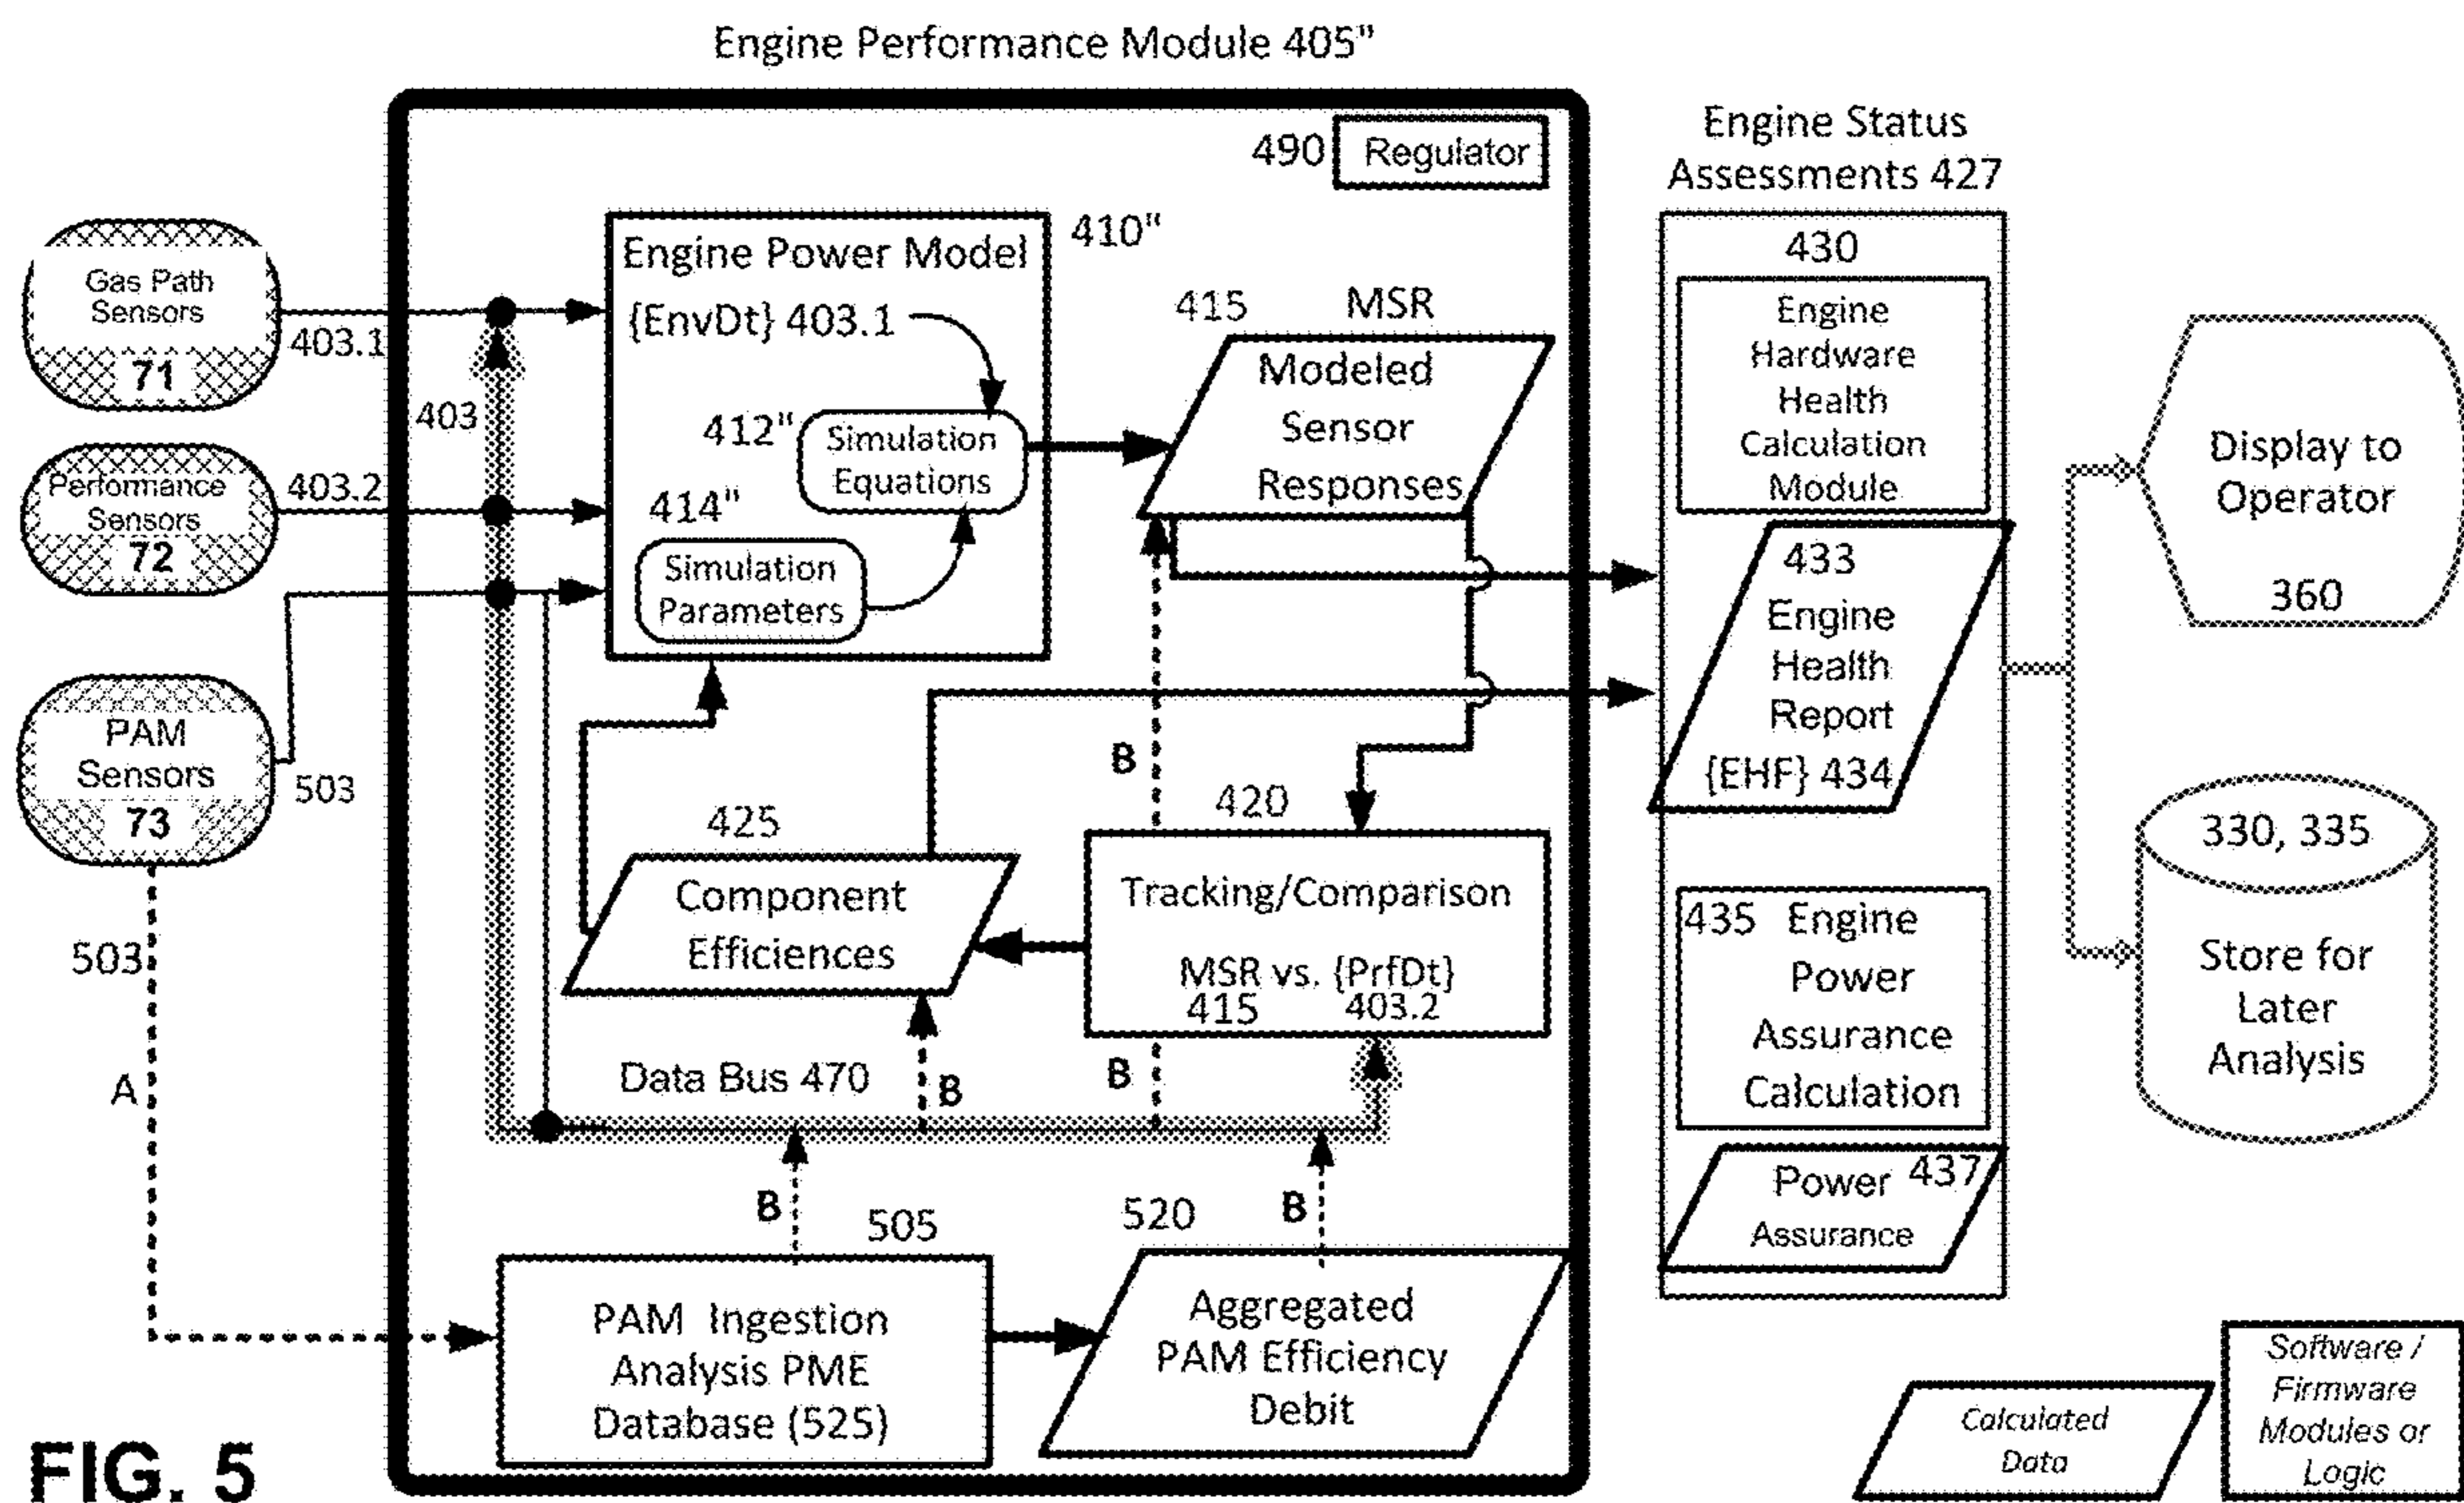 Engine Performance Module 405"
490 Regulator
Engine Status
Assessments 427
Gas Path
Sensors
71
403.1
Performance
Sensors
72
403.2
PAM
Sensors
73
503
503
A
403
Engine Power Model
410"
{EnvDt} 403.1
412"
Simulation
Equations
414"
Simulation
Parameters
415 MSR
Modeled
Sensor
Responses
B
425
Component
Efficiences
420
Tracking/Comparison
MSR vs. {PrfDt}
415 403.2
Data Bus 470
B
B
B
505
PAM Ingestion
Analysis PME
Database (525)
520
B
Aggregated
PAM Efficiency
Debit
430
Engine
Hardware
Health
Calculation
Module
433
Engine
Health
Report
{EHF} 434
435 Engine
Power
Assurance
Calculation
Power 437
Assurance
Display to
Operator
360
330, 335
Store for
Later
Analysis
Calculated
Data
Software /
Firmware
Modules or
Logic
FIG. 5